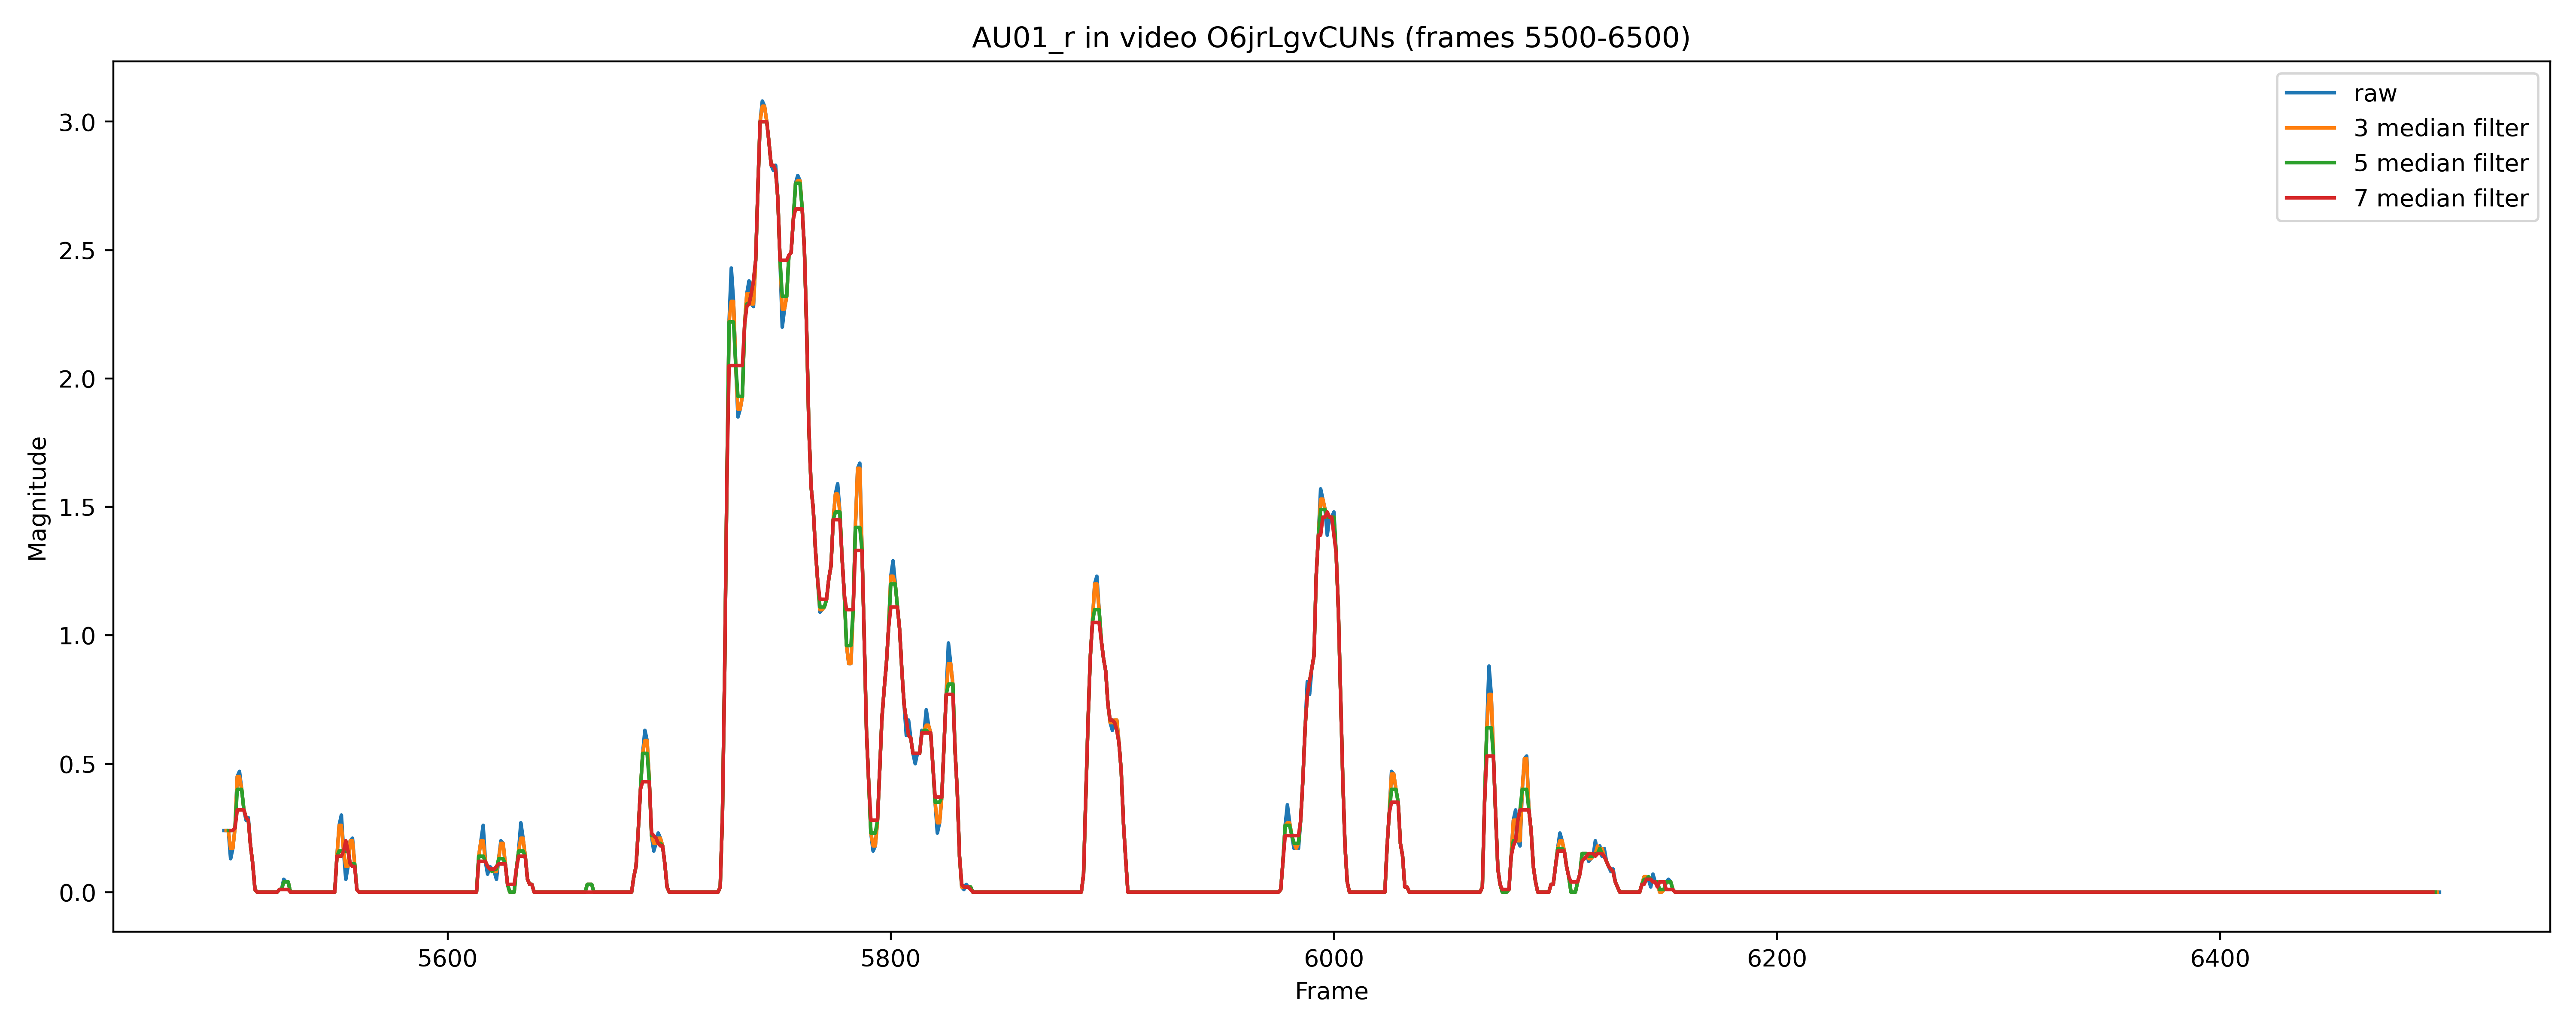 AU01_r in video O6jrLgvCUNs (frames 5500-6500)
raw
3 median filter
5 median filter
7 median filter
Magnitude
3.0
2.5
2.0
1.5
1.0
0.5
0.0
5600
5800
6000
6200
6400
Frame